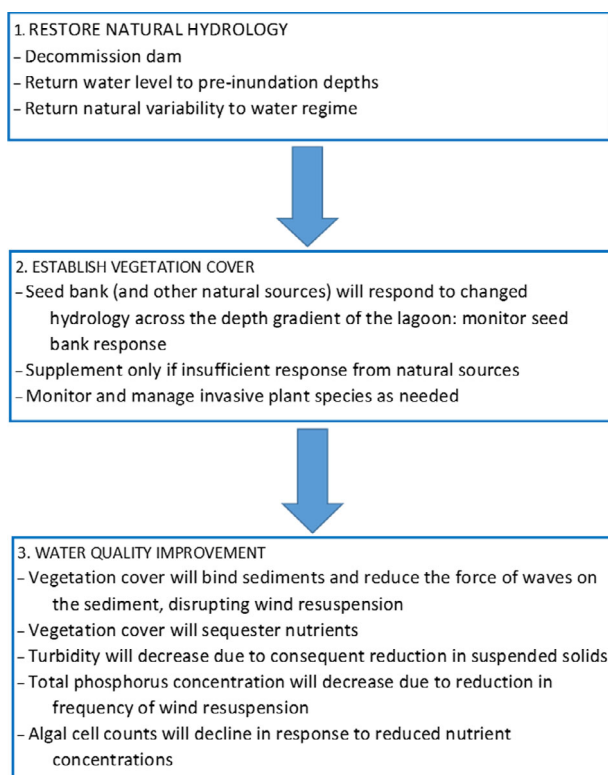 1. RESTORE NATURAL HYDROLOGY
– Decommission dam
– Return water level to pre-inundation depths
– Return natural variability to water regime
2. ESTABLISH VEGETATION COVER
– Seed bank (and other natural sources) will respond to changed
hydrology across the depth gradient of the lagoon: monitor seed
bank response
– Supplement only if insufficient response from natural sources
– Monitor and manage invasive plant species as needed
3. WATER QUALITY IMPROVEMENT
– Vegetation cover will bind sediments and reduce the force of waves on
the sediment, disrupting wind resuspension
– Vegetation cover will sequester nutrients
– Turbidity will decrease due to consequent reduction in suspended solids
– Total phosphorus concentration will decrease due to reduction in
frequency of wind resuspension
– Algal cell counts will decline in response to reduced nutrient
concentrations